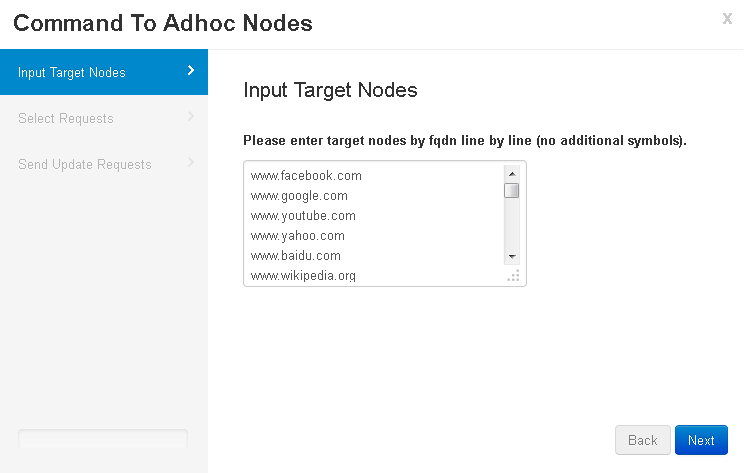 Command To Adhoc Nodes
x
Input Target Nodes
Select Requests
Send Update Requests
Input Target Nodes
Please enter target nodes by fqdn line by line (no additional symbols).
www.facebook.com
www.google.com
www.youtube.com
www.yahoo.com
www.baidu.com
www.wikipedia.org
Back
Next